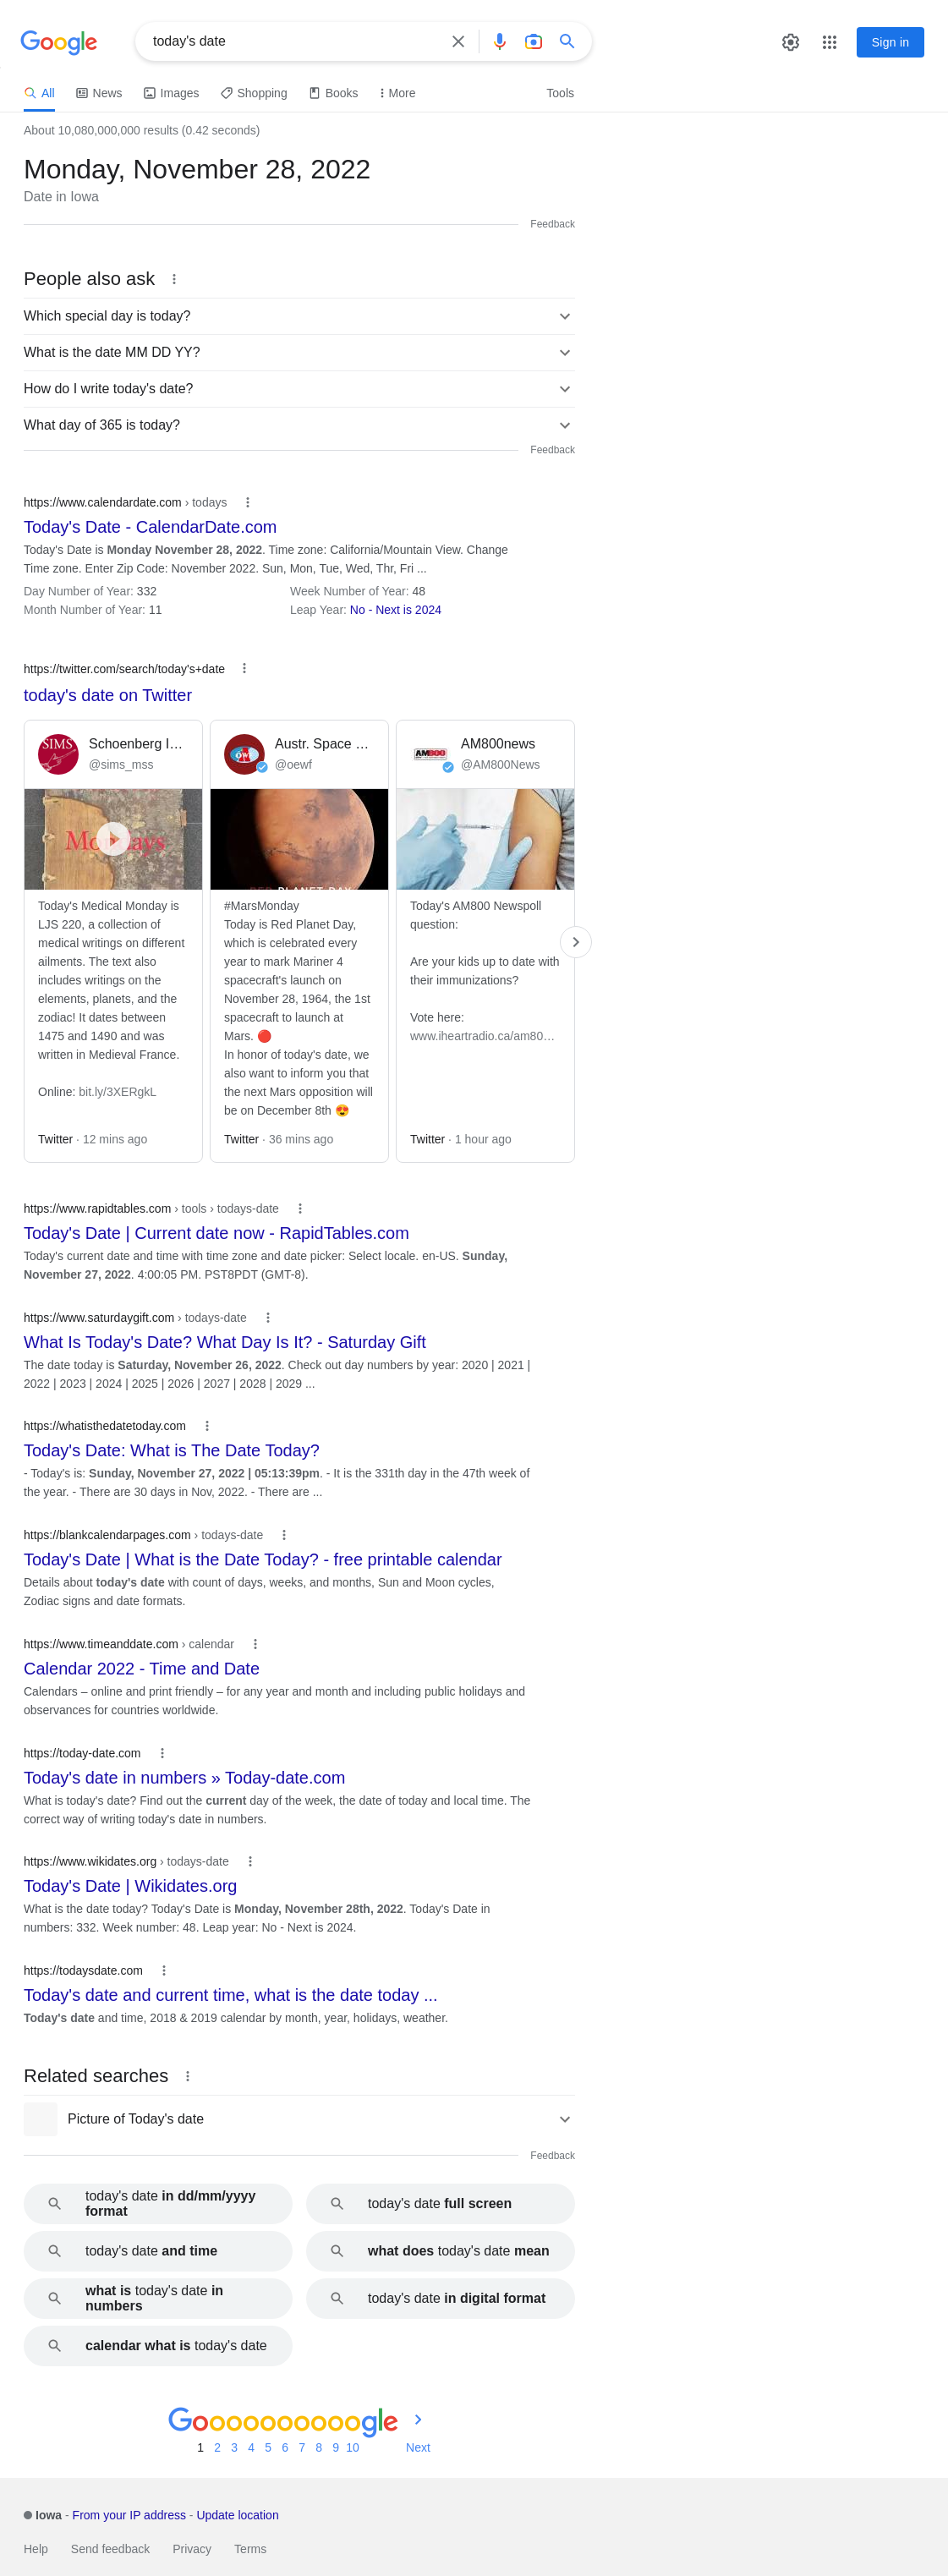 Google
today's date
Sign in
All News Images Shopping Books More Tools
About 10,080,000,000 results (0.42 seconds)
Monday, November 28, 2022
Date in Iowa
Feedback
People also ask
Which special day is today?
What is the date MM DD YY?
How do I write today's date?
What day of 365 is today?
Feedback
https://www.calendardate.com › todays
Today's Date - CalendarDate.com
Today's Date is Monday November 28, 2022. Time zone: California/Mountain View. Change
Time zone. Enter Zip Code: November 2022. Sun, Mon, Tue, Wed, Thr, Fri ...
Day Number of Year: 332 Week Number of Year: 48
Month Number of Year: 11 Leap Year: No - Next is 2024
https://twitter.com/search/today's+date
today's date on Twitter
SIMS
Schoenberg I…
@sims_mss
Mondays
Today's Medical Monday is
LJS 220, a collection of
medical writings on different
ailments. The text also
includes writings on the
elements, planets, and the
zodiac! It dates between
1475 and 1490 and was
written in Medieval France.
Online: bit.ly/3XERgkL
Twitter · 12 mins ago
Austr. Space …
@oewf
RED PLANET DAY
#MarsMonday
Today is Red Planet Day,
which is celebrated every
year to mark Mariner 4
spacecraft's launch on
November 28, 1964, the 1st
spacecraft to launch at
Mars. 🔴
In honor of today's date, we
also want to inform you that
the next Mars opposition will
be on December 8th 😍
Twitter · 36 mins ago
AM800
AM800news
@AM800News
Today's AM800 Newspoll
question:
Are your kids up to date with
their immunizations?
Vote here:
www.iheartradio.ca/am80…
Twitter · 1 hour ago
https://www.rapidtables.com › tools › todays-date
Today's Date | Current date now - RapidTables.com
Today's current date and time with time zone and date picker: Select locale. en-US. Sunday,
November 27, 2022. 4:00:05 PM. PST8PDT (GMT-8).
https://www.saturdaygift.com › todays-date
What Is Today's Date? What Day Is It? - Saturday Gift
The date today is Saturday, November 26, 2022. Check out day numbers by year: 2020 | 2021 |
2022 | 2023 | 2024 | 2025 | 2026 | 2027 | 2028 | 2029 ...
https://whatisthedatetoday.com
Today's Date: What is The Date Today?
- Today's is: Sunday, November 27, 2022 | 05:13:39pm. - It is the 331th day in the 47th week of
the year. - There are 30 days in Nov, 2022. - There are ...
https://blankcalendarpages.com › todays-date
Today's Date | What is the Date Today? - free printable calendar
Details about today's date with count of days, weeks, and months, Sun and Moon cycles,
Zodiac signs and date formats.
https://www.timeanddate.com › calendar
Calendar 2022 - Time and Date
Calendars – online and print friendly – for any year and month and including public holidays and
observances for countries worldwide.
https://today-date.com
Today's date in numbers » Today-date.com
What is today's date? Find out the current day of the week, the date of today and local time. The
correct way of writing today's date in numbers.
https://www.wikidates.org › todays-date
Today's Date | Wikidates.org
What is the date today? Today's Date is Monday, November 28th, 2022. Today's Date in
numbers: 332. Week number: 48. Leap year: No - Next is 2024.
https://todaysdate.com
Today's date and current time, what is the date today ...
Today's date and time, 2018 & 2019 calendar by month, year, holidays, weather.
Related searches
Picture of Today's date
Feedback
today's date in dd/mm/yyyy
format
today's date full screen
today's date and time
what does today's date mean
what is today's date in
numbers
today's date in digital format
calendar what is today's date
Goooooooooogle
1 2 3 4 5 6 7 8 9 10 Next
Iowa - From your IP address - Update location
Help Send feedback Privacy Terms